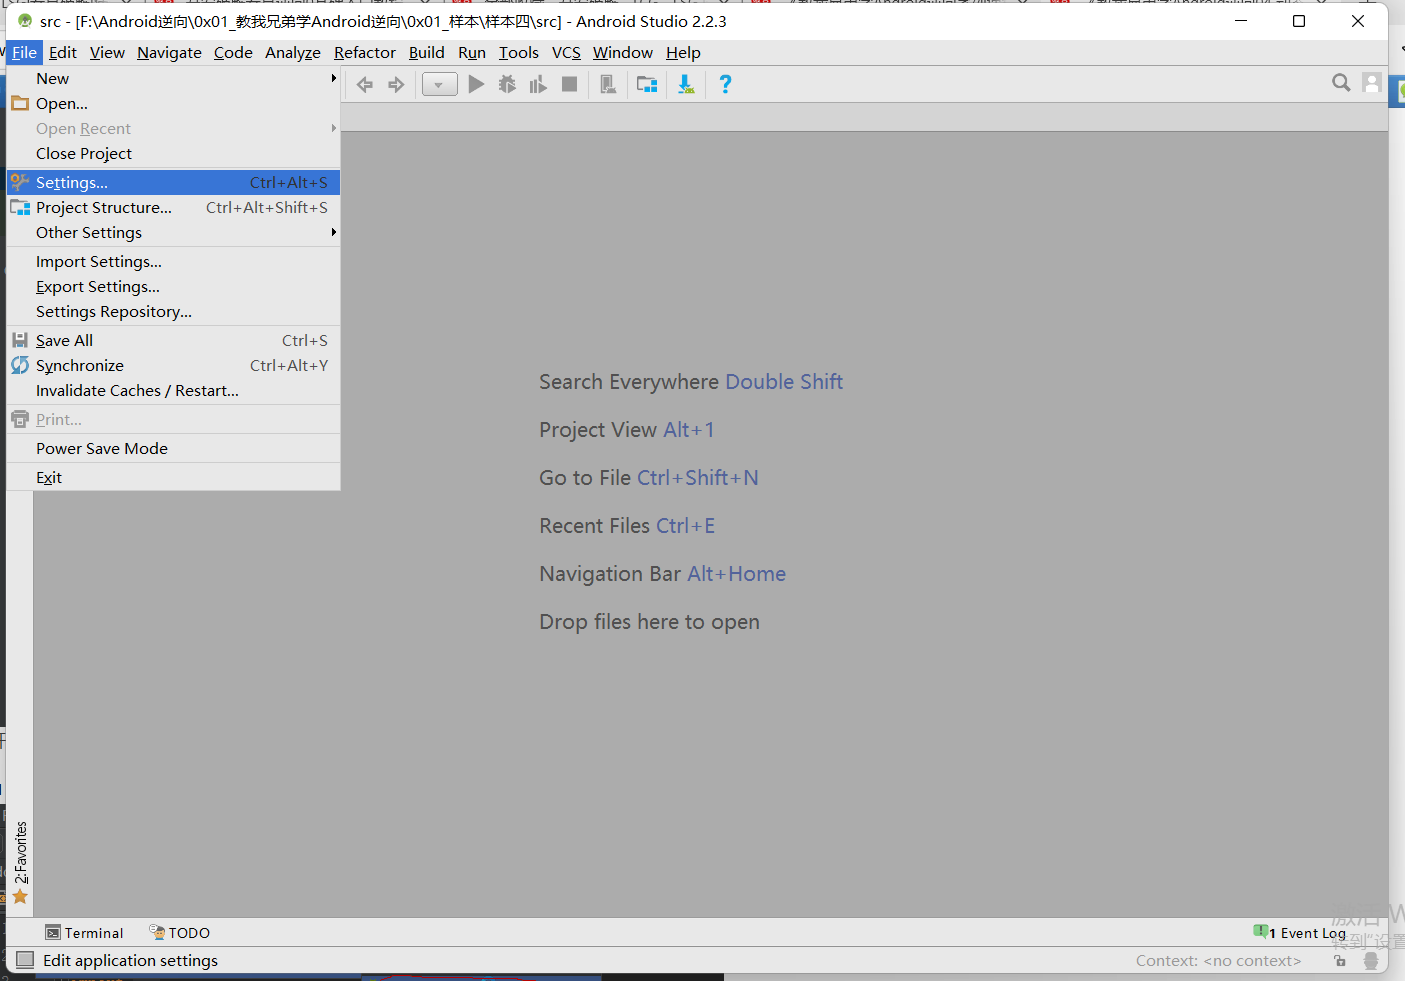 src - [F:\Android逆向\0x01_教我兄弟学Android逆向\0x01_样本\样本四\src] - Android Studio 2.2.3
File Edit View Navigate Code Analyze Refactor Build Run Tools VCS Window Help
New
Open...
Open Recent
Close Project
Settings... Ctrl+Alt+S
Project Structure... Ctrl+Alt+Shift+S
Other Settings
Import Settings...
Export Settings...
Settings Repository...
Save All Ctrl+S
Synchronize Ctrl+Alt+Y
Invalidate Caches / Restart...
Print...
Power Save Mode
Exit
Search Everywhere Double Shift
Project View Alt+1
Go to File Ctrl+Shift+N
Recent Files Ctrl+E
Navigation Bar Alt+Home
Drop files here to open
2: Favorites
Terminal TODO
1 Event Log
激活 W
转到"设置
Edit application settings
Context: <no context>